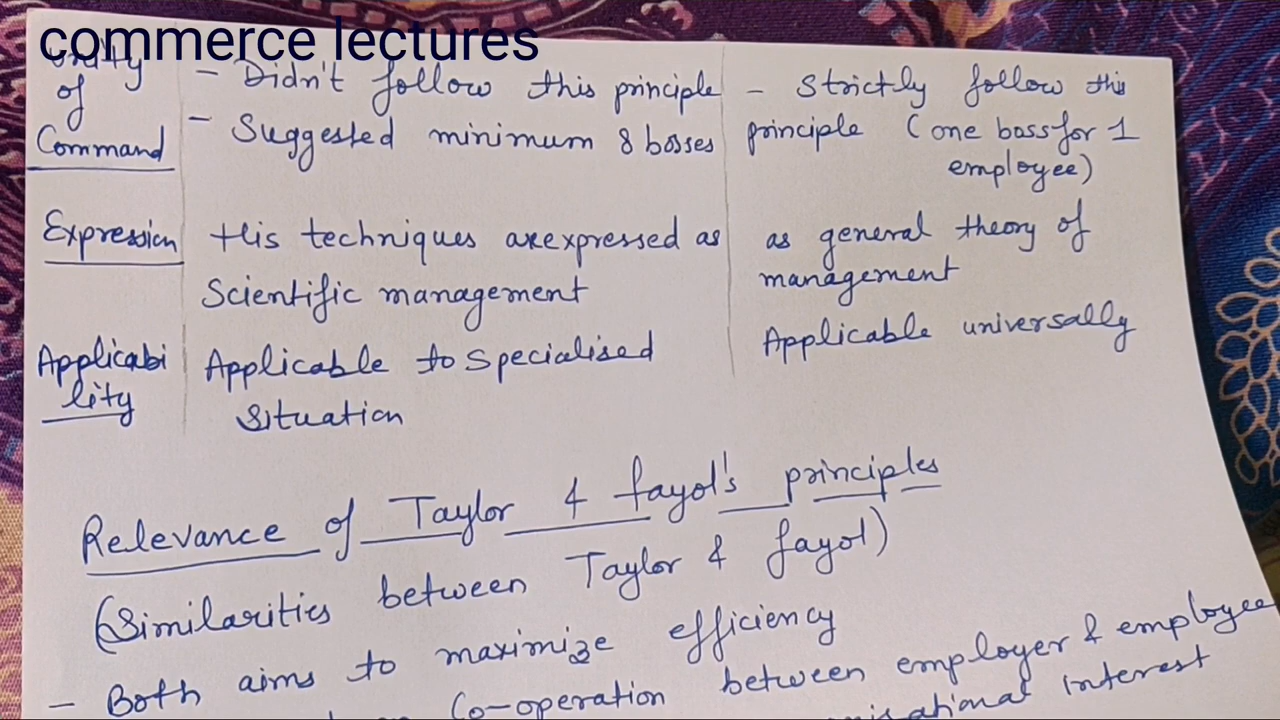 commerce lectures
Unity of Command
- Didn't follow this principle
- Suggested minimum 8 bosses
- Strictly follow this
principle (one boss for 1
employee)
Expression
His techniques are expressed as
Scientific management
as general theory of
management
Applicabi
lity
Applicable to specialised
situation
Applicable universally
Relevance of Taylor & fayol's principles
(Similarities between Taylor & fayol)
- Both aims to maximize efficiency
Co-operation between employer & employee
interest